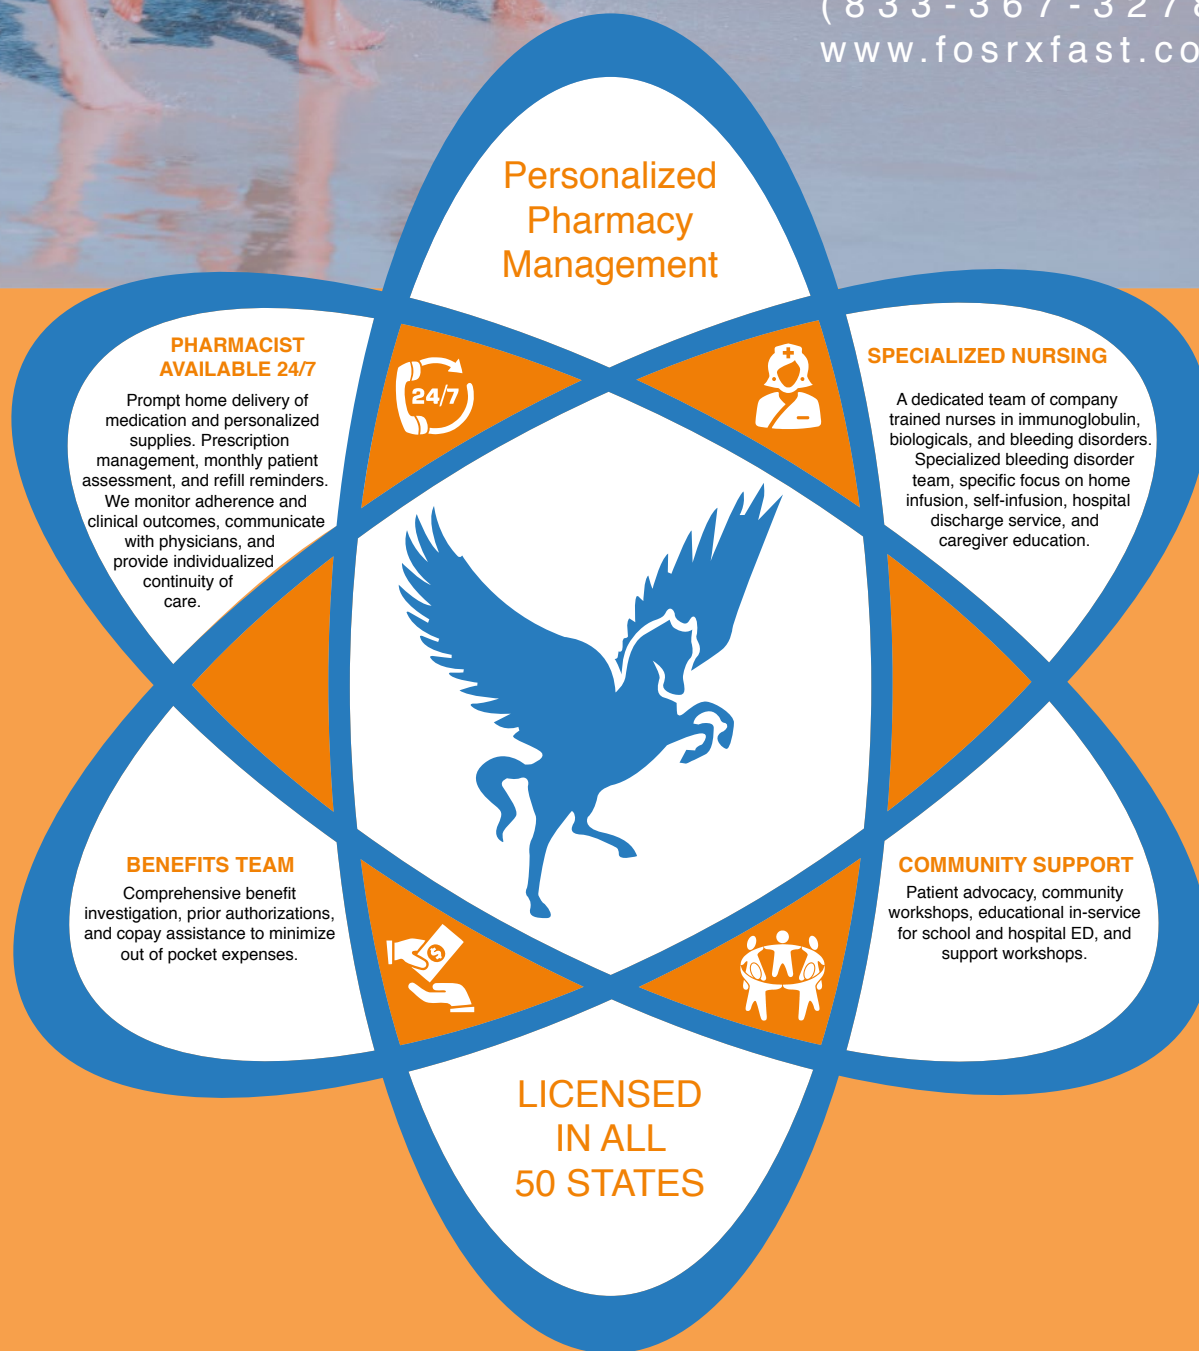 (833-367-3278
www.fosrxfast.co
Personalized
Pharmacy
Management
PHARMACIST
AVAILABLE 24/7
Prompt home delivery of
medication and personalized
supplies. Prescription
management, monthly patient
assessment, and refill reminders.
We monitor adherence and
clinical outcomes, communicate
with physicians, and
provide individualized
continuity of
care.
24/7
SPECIALIZED NURSING
A dedicated team of company
trained nurses in immunoglobulin,
biologicals, and bleeding disorders.
Specialized bleeding disorder
team, specific focus on home
infusion, self-infusion, hospital
discharge service, and
caregiver education.
BENEFITS TEAM
Comprehensive benefit
investigation, prior authorizations,
and copay assistance to minimize
out of pocket expenses.
$
COMMUNITY SUPPORT
Patient advocacy, community
workshops, educational in-service
for school and hospital ED, and
support workshops.
LICENSED
IN ALL
50 STATES